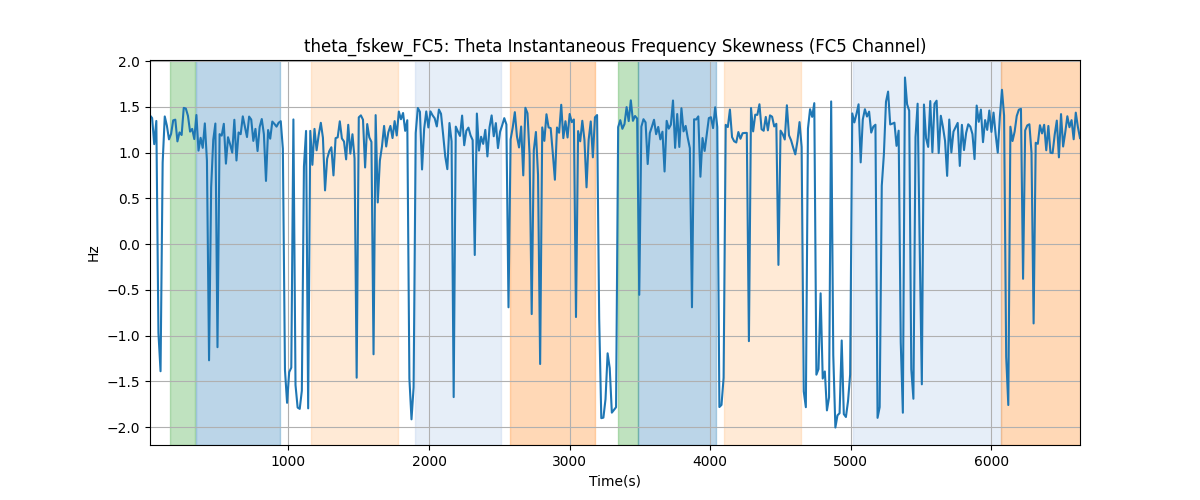 theta_fskew_FC5: Theta Instantaneous Frequency Skewness (FC5 Channel)
2.0
1.5
1.0
0.5
0.0
−0.5
−1.0
−1.5
−2.0
Hz
1000 2000 3000 4000 5000 6000
Time(s)